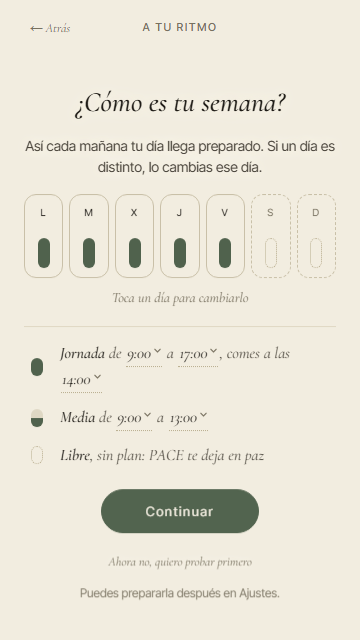 ← Atrás
A TU RITMO
¿Cómo es tu semana?
Así cada mañana tu día llega preparado. Si un día es
distinto, lo cambias ese día.
L M X J V S D
Toca un día para cambiarlo
Jornada de 9:00 a 17:00, comes a las
14:00
Media de 9:00 a 13:00
Libre, sin plan: PACE te deja en paz
Continuar
Ahora no, quiero probar primero
Puedes prepararla después en Ajustes.